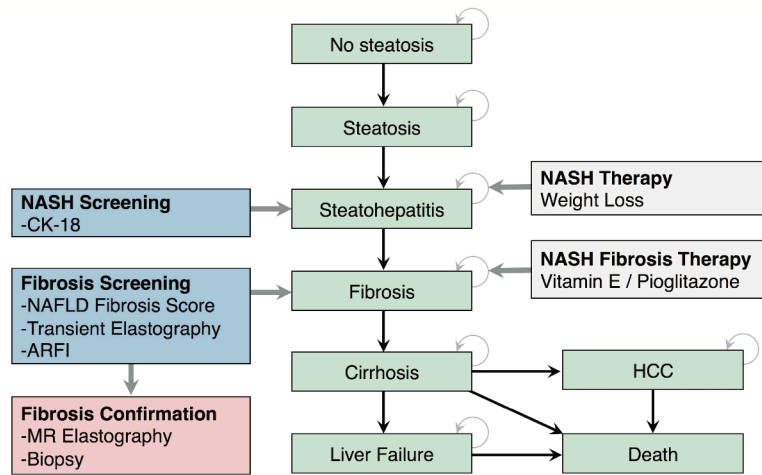 No steatosis
Steatosis
NASH Screening
-CK-18
Steatohepatitis
NASH Therapy
Weight Loss
Fibrosis Screening
-NAFLD Fibrosis Score
-Transient Elastography
-ARFI
Fibrosis
NASH Fibrosis Therapy
Vitamin E / Pioglitazone
Cirrhosis
HCC
Fibrosis Confirmation
-MR Elastography
-Biopsy
Liver Failure
Death